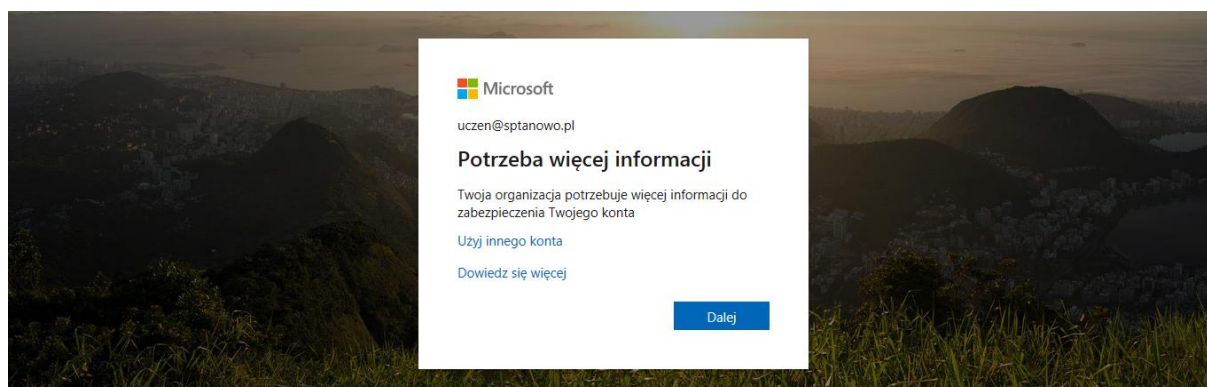 Microsoft
uczen@sptanowo.pl
Potrzeba więcej informacji
Twoja organizacja potrzebuje więcej informacji do
zabezpieczenia Twojego konta
Użyj innego konta
Dowiedz się więcej
Dalej